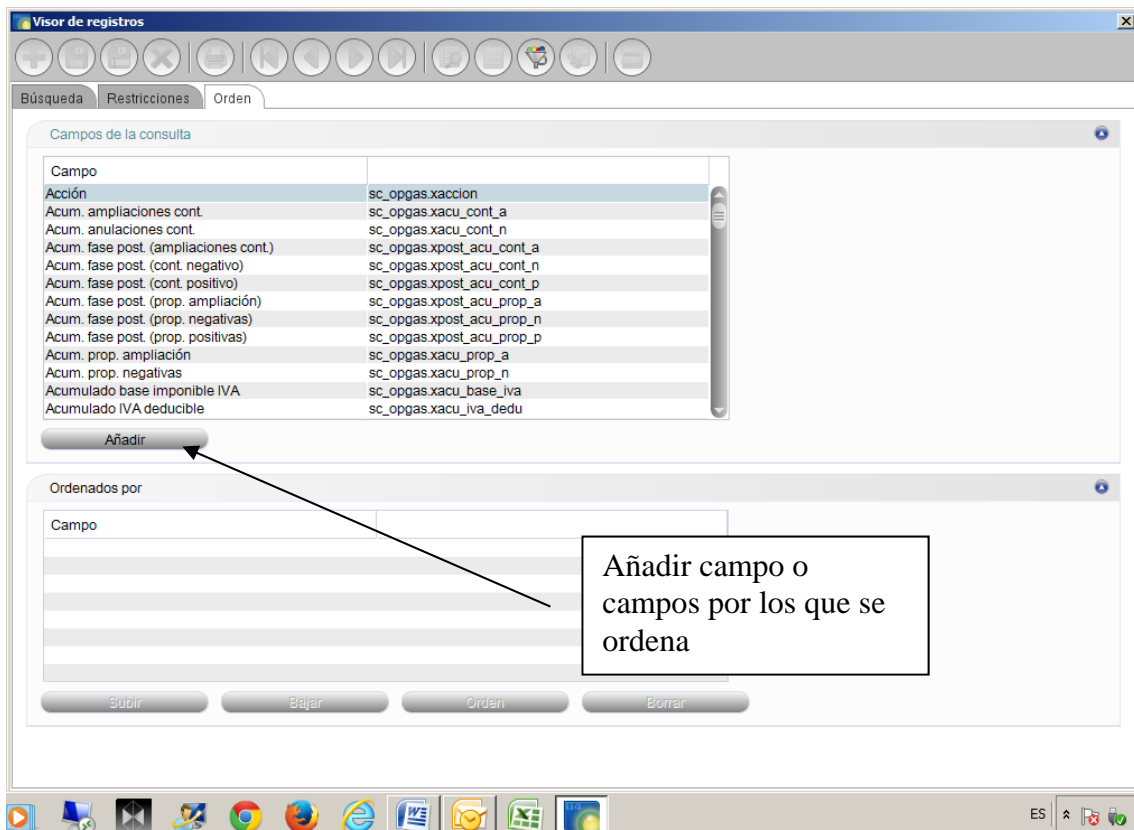 Visor de registros
Búsqueda Restricciones Orden
Campos de la consulta
Campo
Acción sc_opgas.xaccion
Acum. ampliaciones cont. sc_opgas.xacu_cont_a
Acum. anulaciones cont. sc_opgas.xacu_cont_n
Acum. fase post. (ampliaciones cont.) sc_opgas.xpost_acu_cont_a
Acum. fase post. (cont. negativo) sc_opgas.xpost_acu_cont_n
Acum. fase post. (cont. positivo) sc_opgas.xpost_acu_cont_p
Acum. fase post. (prop. ampliación) sc_opgas.xpost_acu_prop_a
Acum. fase post. (prop. negativas) sc_opgas.xpost_acu_prop_n
Acum. fase post. (prop. positivas) sc_opgas.xpost_acu_prop_p
Acum. prop. ampliación sc_opgas.xacu_prop_a
Acum. prop. negativas sc_opgas.xacu_prop_n
Acumulado base imponible IVA sc_opgas.xacu_base_iva
Acumulado IVA deducible sc_opgas.xacu_iva_dedu
Añadir
Ordenados por
Campo
Añadir campo o
campos por los que se
ordena
Subir Bajar Orden Borrar
ES